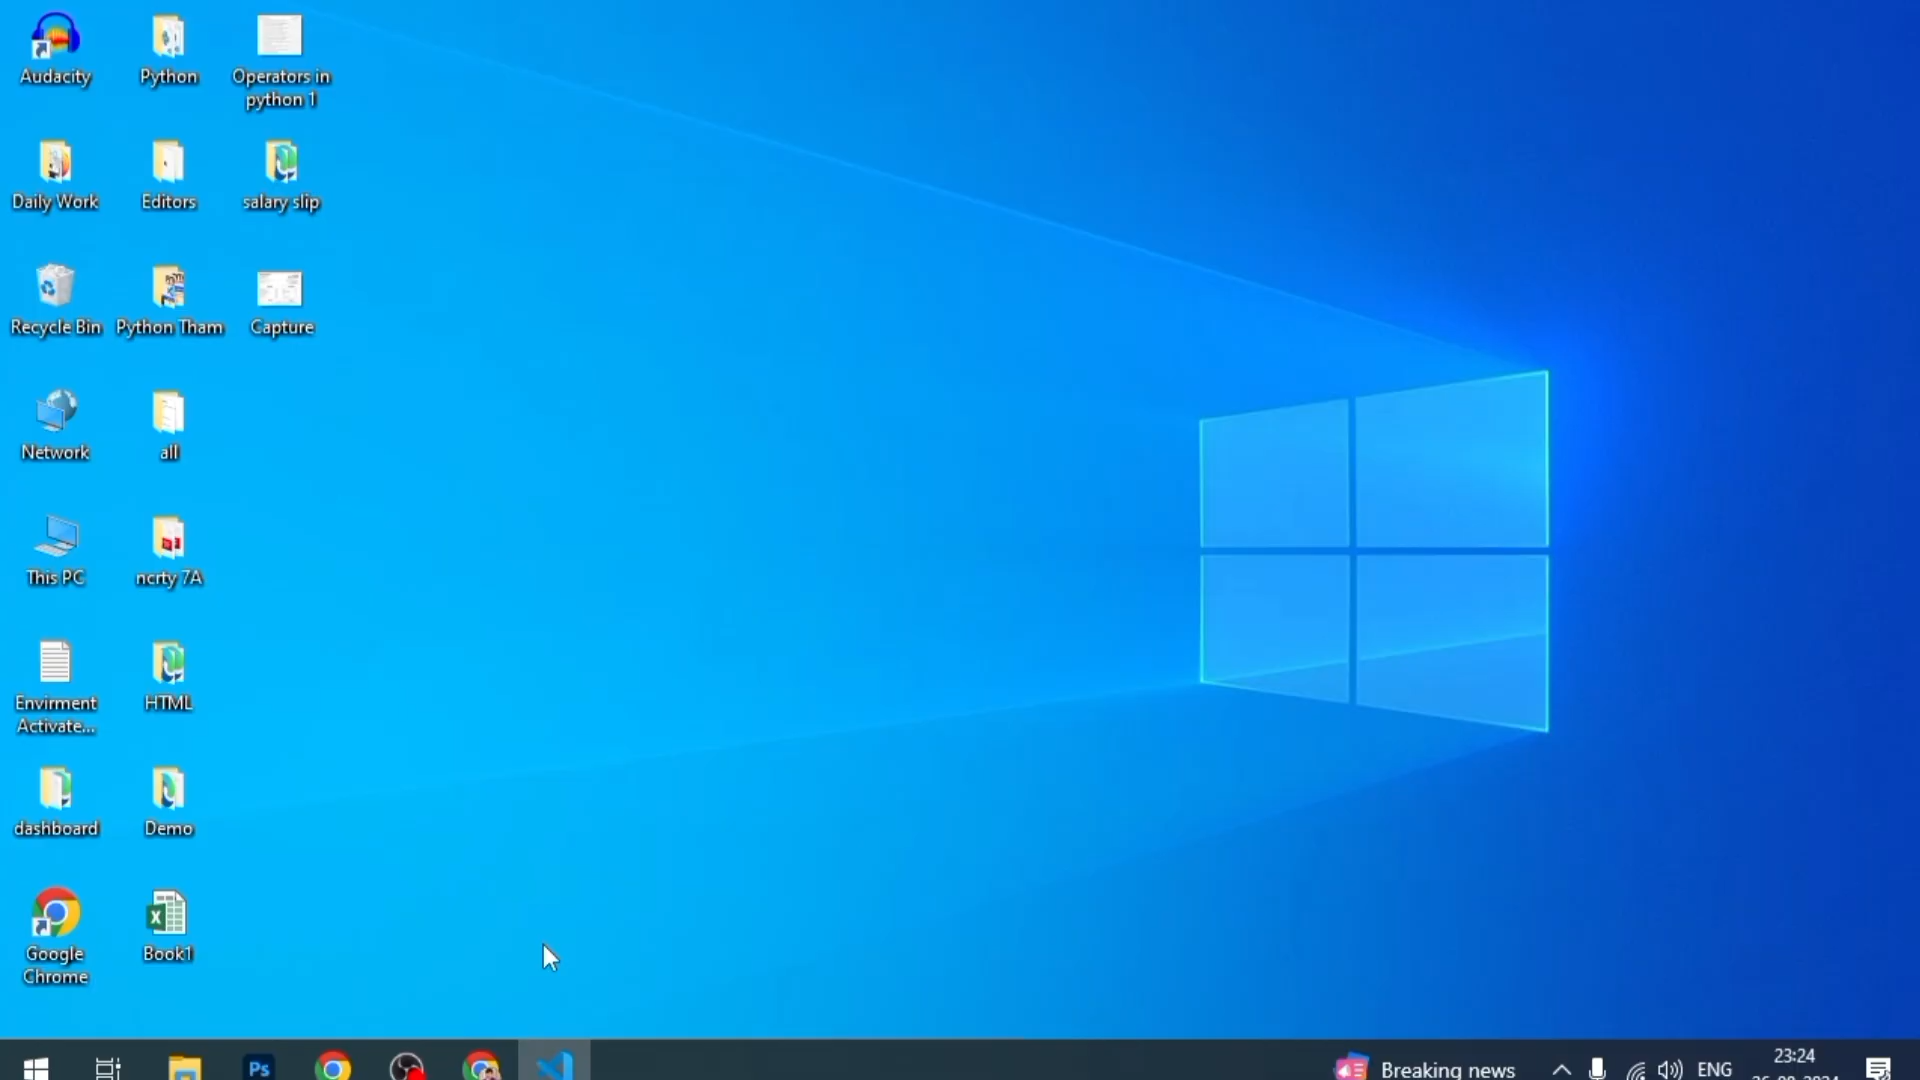 Audacity
Python
Operators in
python 1
Daily Work
Editors
salary slip
Recycle Bin
Python Tham
Capture
Network
all
This PC
ncrty 7A
Envirment
Activate...
HTML
dashboard
Demo
Google
Chrome
Book1
Ps
Breaking news
ENG
23:24